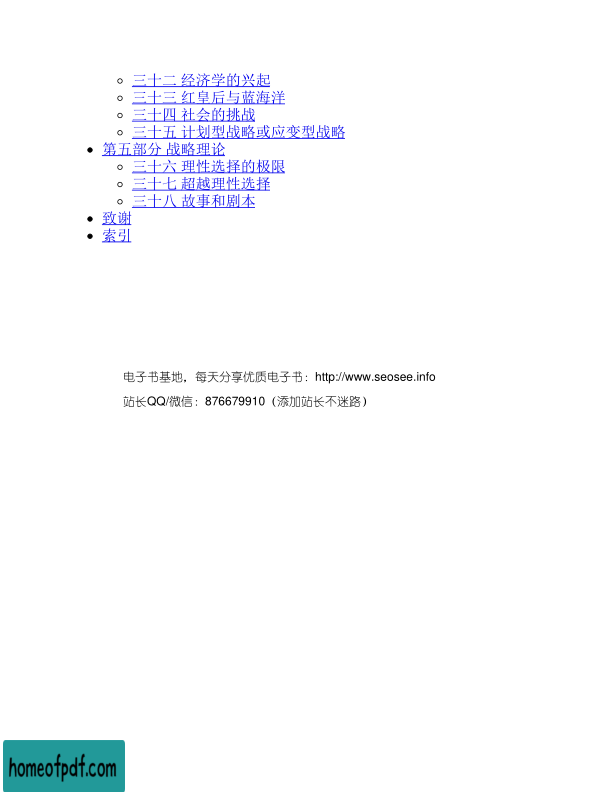 三十二 经济学的兴起
三十三 红皇后与蓝海洋
三十四 社会的挑战
三十五 计划型战略或应变型战略
第五部分 战略理论
三十六 理性选择的极限
三十七 超越理性选择
三十八 故事和剧本
致谢
索引
电子书基地，每天分享优质电子书：http://www.seosee.info
站长QQ/微信：876679910（添加站长不迷路）
homeofpdf.com